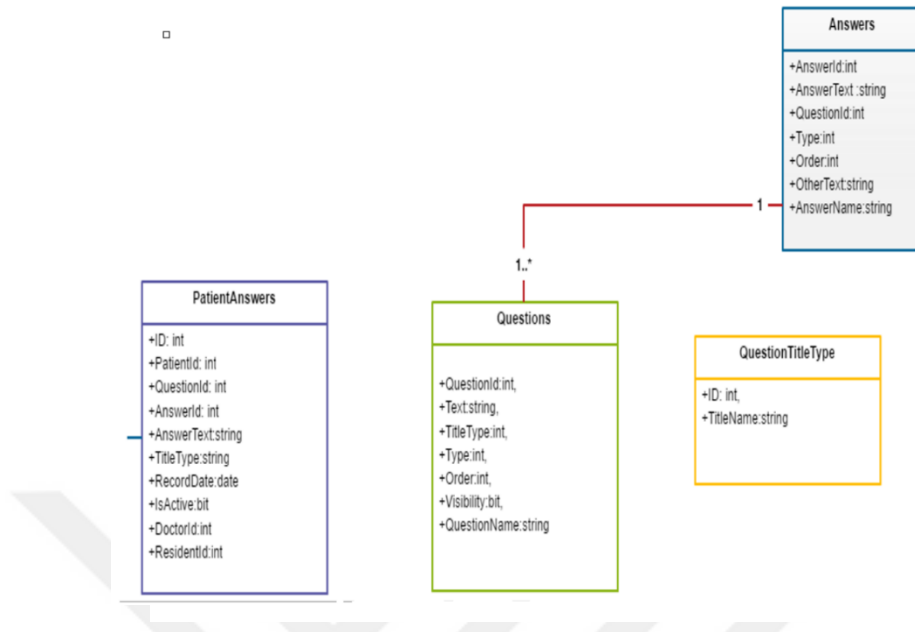 Answers
+AnswerId:int
+AnswerText :string
+QuestionId:int
+Type:int
+Order:int
+OtherText:string
+AnswerName:string
1
1..*
PatientAnswers
+ID: int
+PatientId: int
+QuestionId: int
+AnswerId: int
+AnswerText:string
+TitleType:string
+RecordDate:date
+IsActive:bit
+DoctorId:int
+ResidentId:int
Questions
+QuestionId:int,
+Text:string,
+TitleType:int,
+Type:int,
+Order:int,
+Visibility:bit,
+QuestionName:string
QuestionTitleType
+ID: int,
+TitleName:string